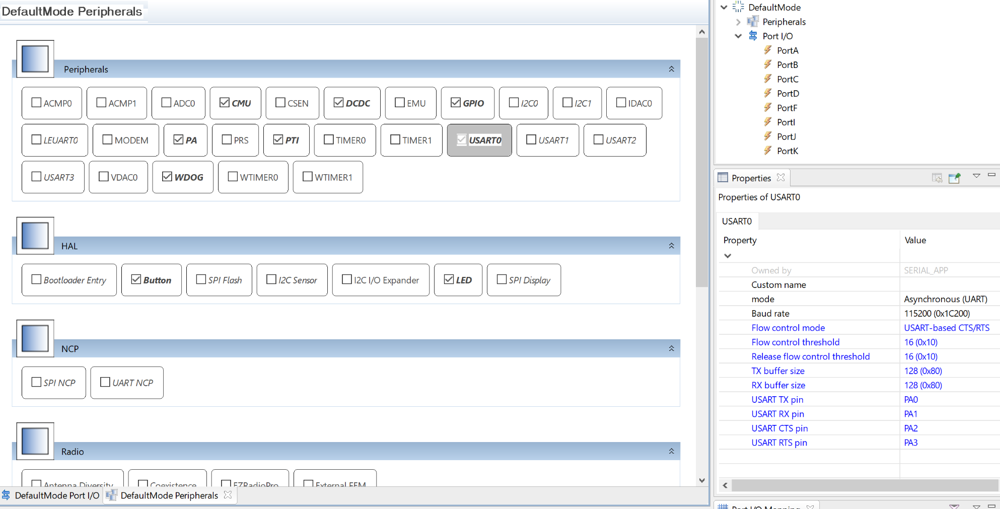 DefaultMode Peripherals
Peripherals
ACMP0 ACMP1 ADC0 CMU CSEN DCDC EMU GPIO I2C0 I2C1 IDAC0
LEUART0 MODEM PA PRS PTI TIMER0 TIMER1 USART0 USART1 USART2
USART3 VDAC0 WDOG WTIMER0 WTIMER1
HAL
Bootloader Entry Button SPI Flash I2C Sensor I2C I/O Expander LED SPI Display
NCP
SPI NCP UART NCP
Radio
Antenna Diversity Coexistence EZRadioPro External FEM
DefaultMode Port I/O DefaultMode Peripherals
DefaultMode
Peripherals
Port I/O
PortA
PortB
PortC
PortD
PortF
PortI
PortJ
PortK
Properties
Properties of USART0
USART0
Property Value
Owned by SERIAL_APP
Custom name
mode Asynchronous (UART)
Baud rate 115200 (0x1C200)
Flow control mode USART-based CTS/RTS
Flow control threshold 16 (0x10)
Release flow control threshold 16 (0x10)
TX buffer size 128 (0x80)
RX buffer size 128 (0x80)
USART TX pin PA0
USART RX pin PA1
USART CTS pin PA2
USART RTS pin PA3
Port I/O Mapping